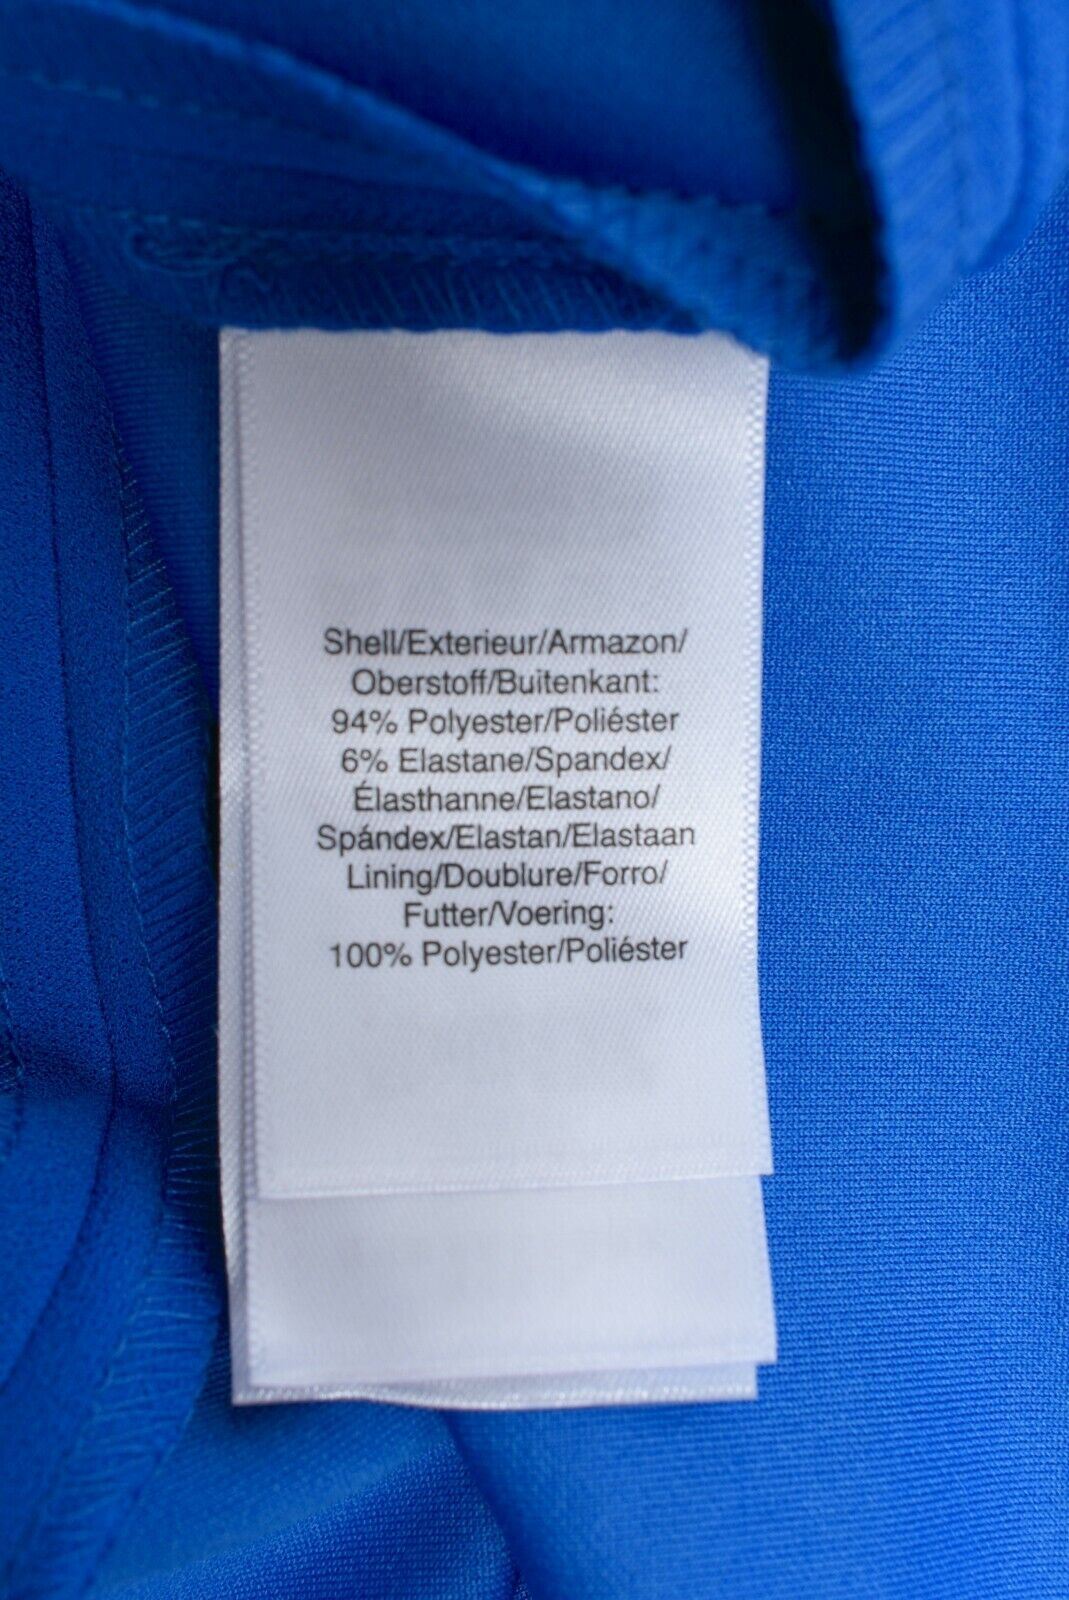 Shell/Exterieur/Armazon/
Oberstoff/Buitenkant:
94% Polyester/Poliéster
6% Elastane/Spandex/
Élasthanne/Elastano/
Spándex/Elastan/Elastaan
Lining/Doublure/Forro/
Futter/Voering:
100% Polyester/Poliéster